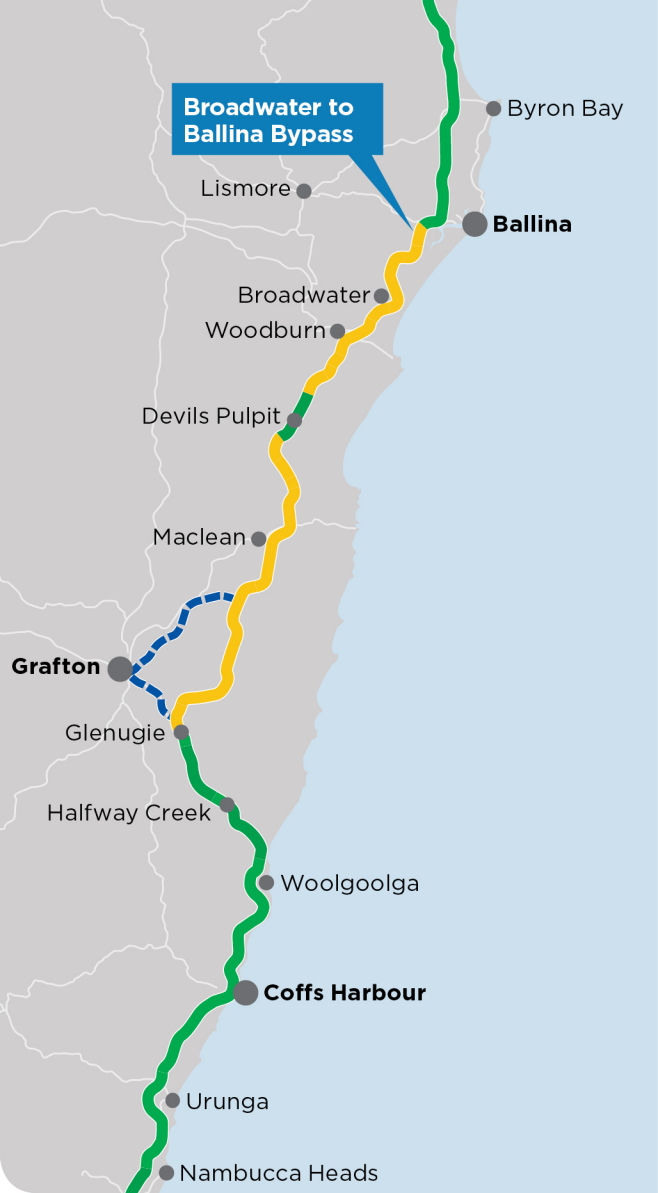 Broadwater to
Ballina Bypass
Byron Bay
Lismore
Ballina
Broadwater
Woodburn
Devils Pulpit
Maclean
Grafton
Glenugie
Halfway Creek
Woolgoolga
Coffs Harbour
Urunga
Nambucca Heads